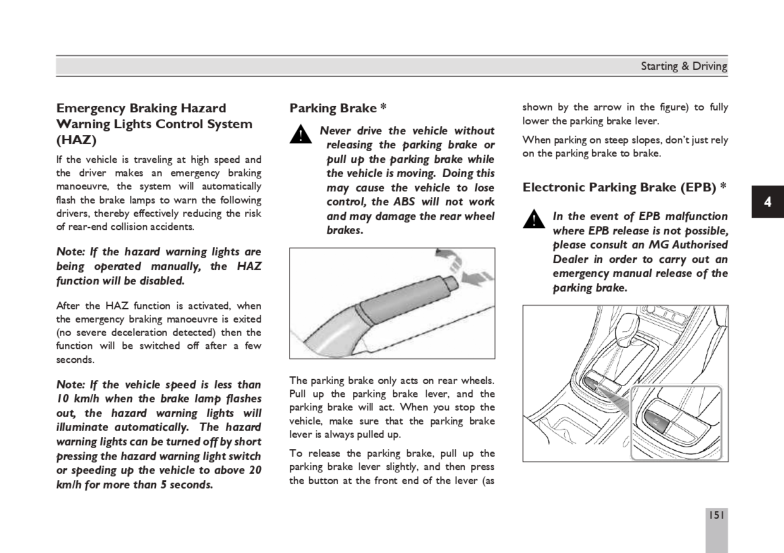 Starting & Driving
Emergency Braking Hazard
Warning Lights Control System
(HAZ)
If the vehicle is traveling at high speed and
the driver makes an emergency braking
manoeuvre, the system will automatically
flash the brake lamps to warn the following
drivers, thereby effectively reducing the risk
of rear-end collision accidents.
Note: If the hazard warning lights are
being operated manually, the HAZ
function will be disabled.
After the HAZ function is activated, when
the emergency braking manoeuvre is exited
(no severe deceleration detected) then the
function will be switched off after a few
seconds.
Note: If the vehicle speed is less than
10 km/h when the brake lamp flashes
out, the hazard warning lights will
illuminate automatically. The hazard
warning lights can be turned off by short
pressing the hazard warning light switch
or speeding up the vehicle to above 20
km/h for more than 5 seconds.
Parking Brake *
Never drive the vehicle without
releasing the parking brake or
pull up the parking brake while
the vehicle is moving. Doing this
may cause the vehicle to lose
control, the ABS will not work
and may damage the rear wheel
brakes.
The parking brake only acts on rear wheels.
Pull up the parking brake lever, and the
parking brake will act. When you stop the
vehicle, make sure that the parking brake
lever is always pulled up.
To release the parking brake, pull up the
parking brake lever slightly, and then press
the button at the front end of the lever (as
shown by the arrow in the figure) to fully
lower the parking brake lever.
When parking on steep slopes, don't just rely
on the parking brake to brake.
Electronic Parking Brake (EPB) *
In the event of EPB malfunction
where EPB release is not possible,
please consult an MG Authorised
Dealer in order to carry out an
emergency manual release of the
parking brake.
4
151